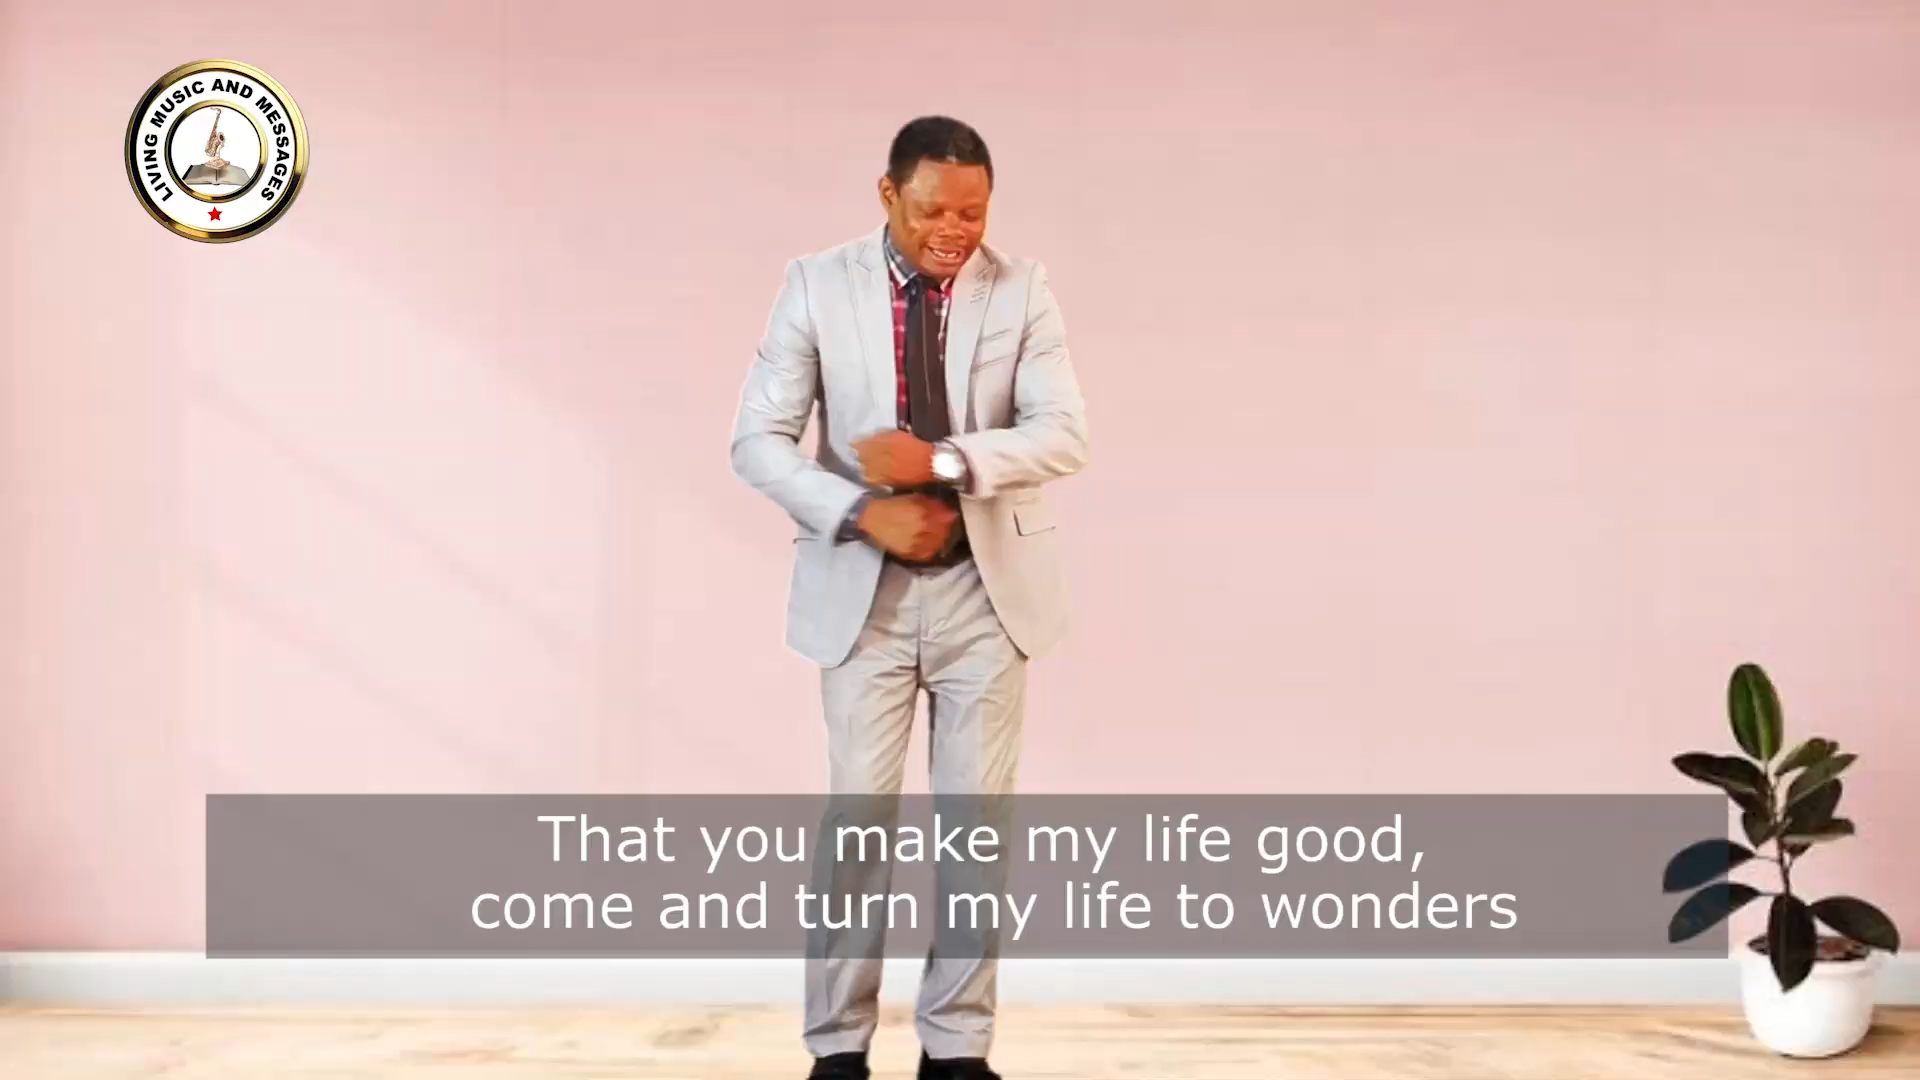 LIVING MUSIC AND MESSAGES
That you make my life good,
come and turn my life to wonders